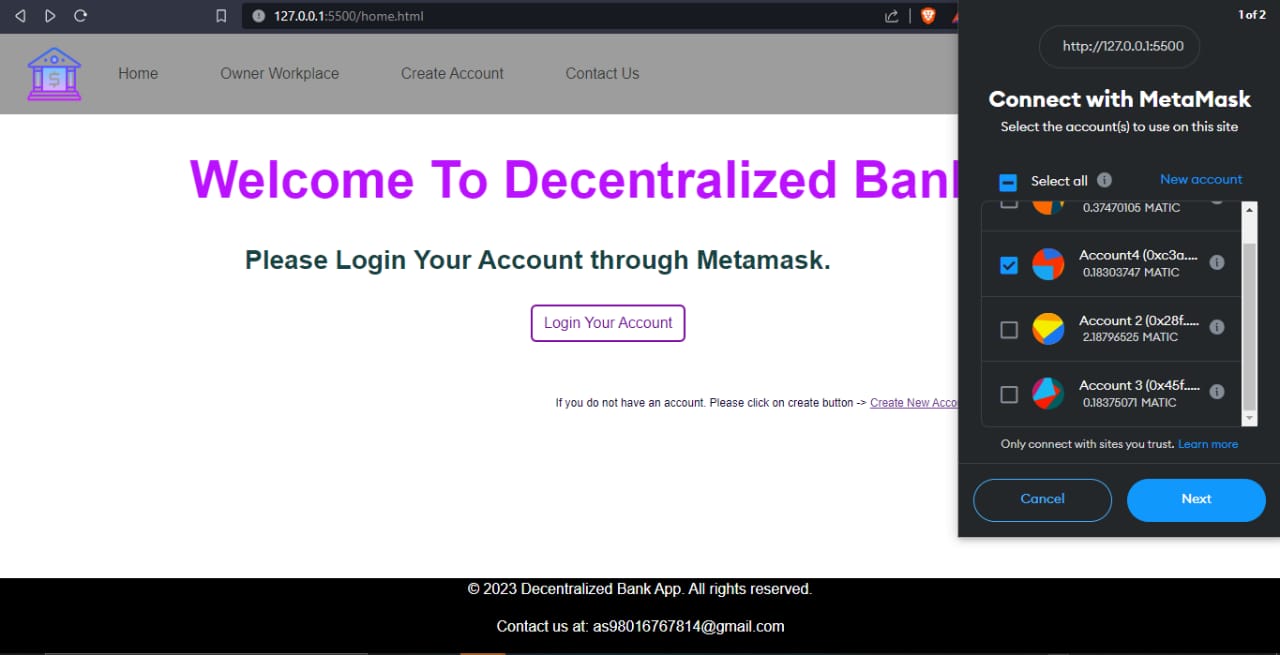 127.0.0.1:5500/home.html
Home
Owner Workplace
Create Account
Contact Us
$
Welcome To Decentralized Ban
Please Login Your Account through Metamask.
Login Your Account
If you do not have an account. Please click on create button -> Create New Acco
© 2023 Decentralized Bank App. All rights reserved.
Contact us at: as98016767814@gmail.com
1 of 2
http://127.0.0.1:5500
Connect with MetaMask
Select the account(s) to use on this site
Select all
New account
0.37470105 MATIC
Account4 (0xc3a....
0.18303747 MATIC
Account 2 (0x28f.....
2.18796525 MATIC
Account 3 (0x45f.....
0.18375071 MATIC
Only connect with sites you trust. Learn more
Cancel
Next